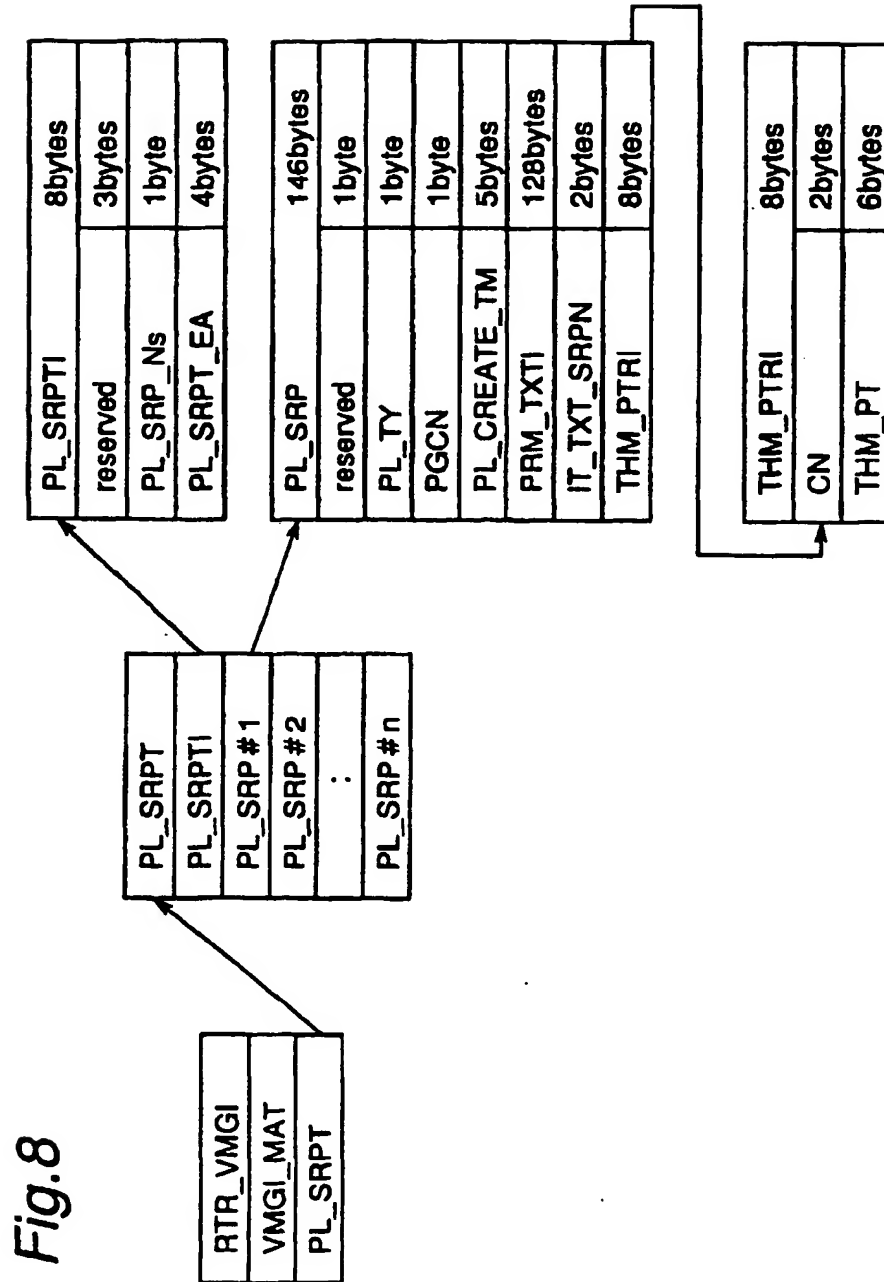 Fig.8
RTR_VMGI
VMGI_MAT
PL_SRPT
PL_SRPT
PL_SRPTI
PL_SRP#1
PL_SRP#2
:
PL_SRP#n
PL_SRPTI 8bytes
reserved 3bytes
PL_SRP_Ns 1byte
PL_SRPT_EA 4bytes
PL_SRP 146bytes
reserved 1byte
PL_TY 1byte
PGCN 1byte
PL_CREATE_TM 5bytes
PRM_TXTI 128bytes
IT_TXT_SRPN 2bytes
THM_PTRI 8bytes
THM_PTRI 8bytes
CN 2bytes
THM_PT 6bytes